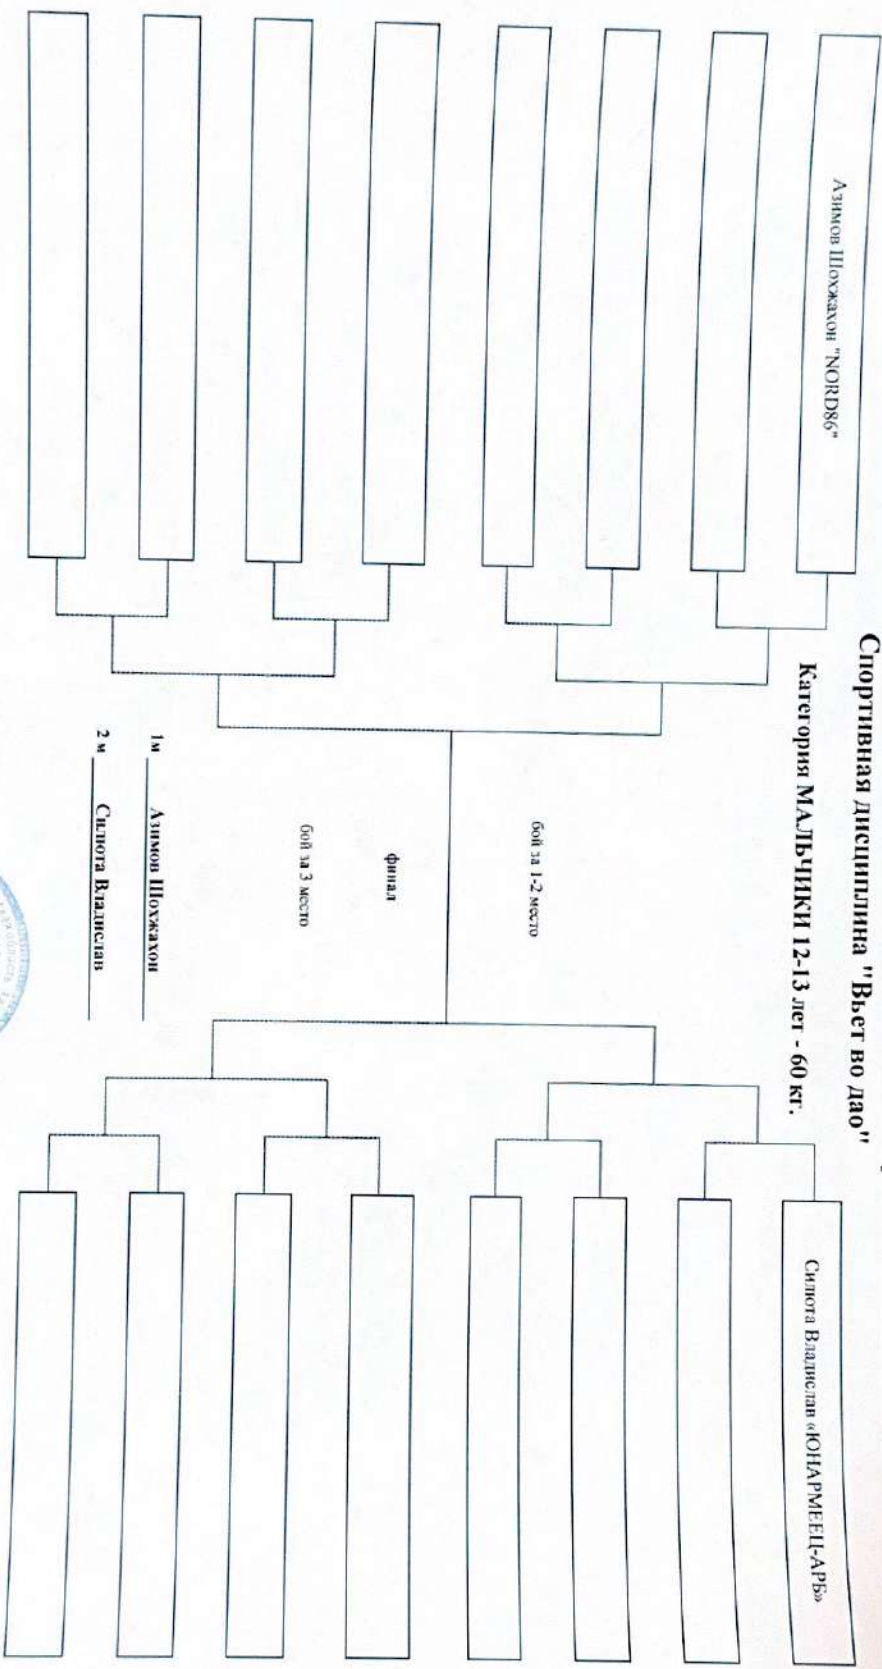 Спортивная дисциплина "Вьет во дао"
Категория МАЛЬЧИКИ 12-13 лет - 60 кг.
Азимов Шохжахон "NORD86"
Силюта Владислав «ЮНАРМЕЕЦ-АРБ»
бой за 1-2 место
финал
бой за 3 место
1м Азимов Шохжахон
2 м Силюта Владислав